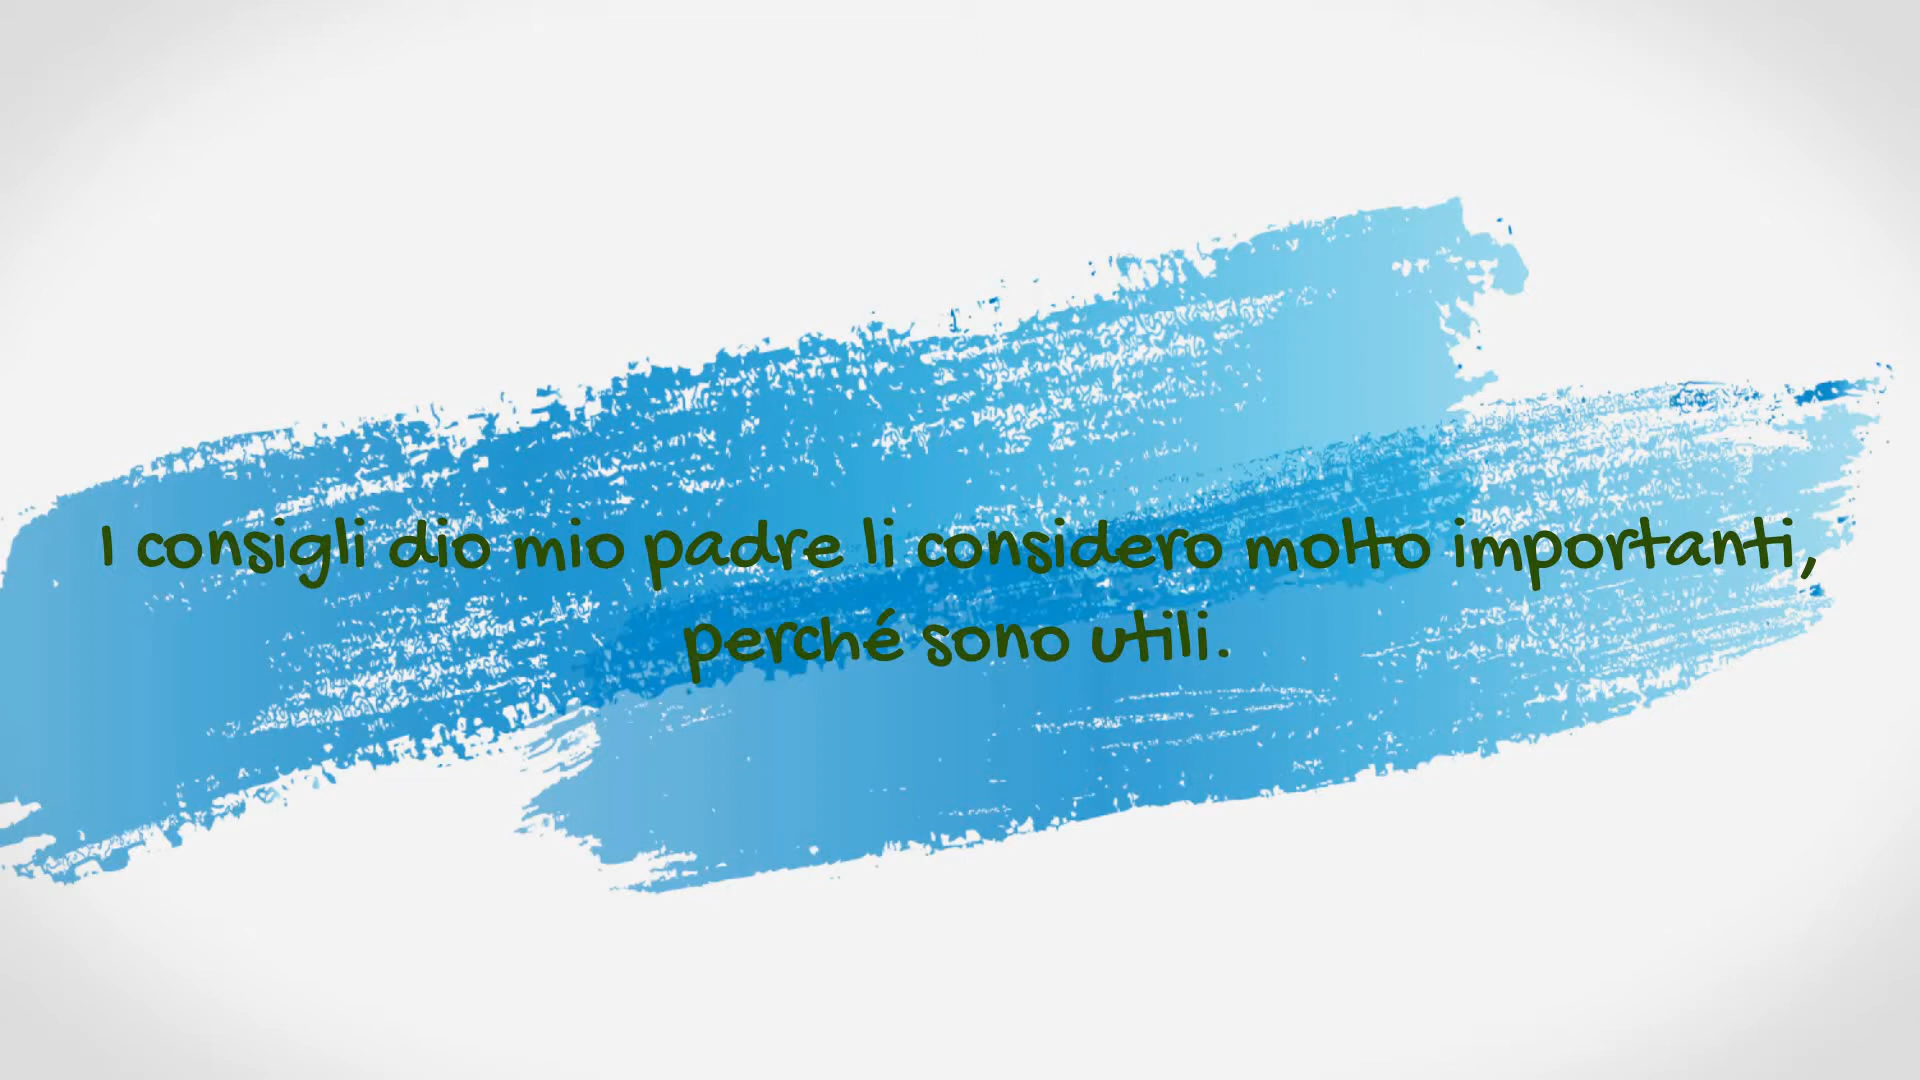 I consigli dio mio padre li considero molto importanti,
perché sono utili.